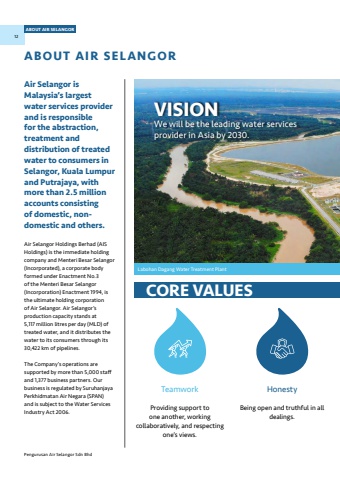 ABOUT AIR SELANGOR
12
ABOUT AIR SELANGOR
Air Selangor is
Malaysia's largest
water services provider
and is responsible
for the abstraction,
treatment and
distribution of treated
water to consumers in
Selangor, Kuala Lumpur
and Putrajaya, with
more than 2.5 million
accounts consisting
of domestic, non-
domestic and others.
Air Selangor Holdings Berhad (AIS
Holdings) is the immediate holding
company and Menteri Besar Selangor
(Incorporated), a corporate body
formed under Enactment No.3
of the Menteri Besar Selangor
(Incorporation) Enactment 1994, is
the ultimate holding corporation
of Air Selangor. Air Selangor's
production capacity stands at
5,117 million litres per day (MLD) of
treated water, and it distributes the
water to its consumers through its
30,422 km of pipelines.
The Company's operations are
supported by more than 5,000 staff
and 1,377 business partners. Our
business is regulated by Suruhanjaya
Perkhidmatan Air Negara (SPAN)
and is subject to the Water Services
Industry Act 2006.
VISION
We will be the leading water services
provider in Asia by 2030.
Labohan Dagang Water Treatment Plant
CORE VALUES
Teamwork
Providing support to
one another, working
collaboratively, and respecting
one's views.
Honesty
Being open and truthful in all
dealings.
Pengurusan Air Selangor Sdn Bhd